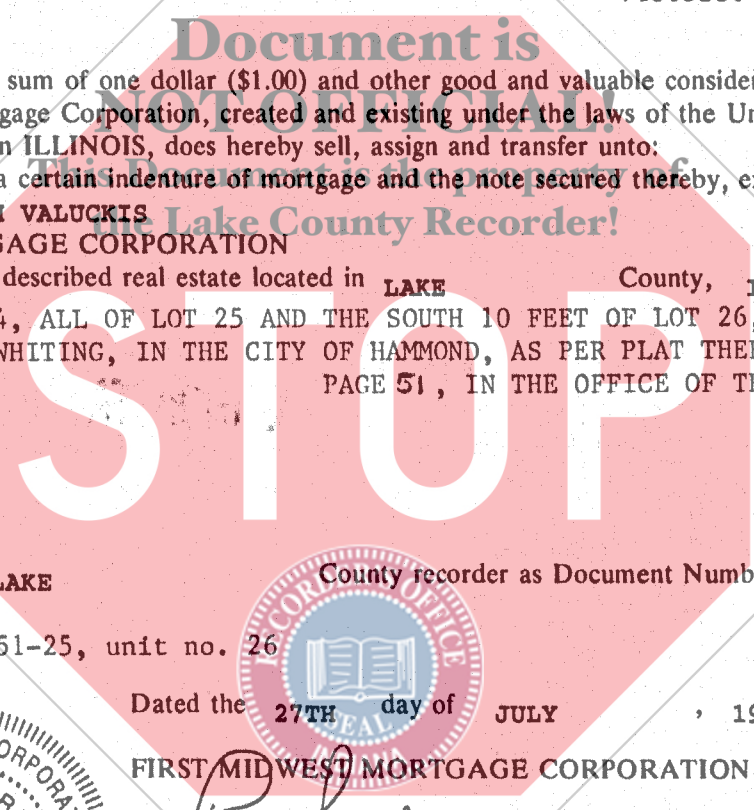 Document is
sum of one dollar ($1.00) and other good and valuable consider
NOT OFFICIAL!
gage Corporation, created and existing under the laws of the Un
n ILLINOIS, does hereby sell, assign and transfer unto:
This Document is the property of
a certain indenture of mortgage and the note secured thereby, ex
VALUCKIS
the Lake County Recorder!
GAGE CORPORATION
described real estate located in LAKE County,
4, ALL OF LOT 25 AND THE SOUTH 10 FEET OF LOT 26,
WHITING, IN THE CITY OF HAMMOND, AS PER PLAT THER
PAGE 51, IN THE OFFICE OF TH
STOP
LAKE County recorder as Document Numb
RECORDER'S OFFICE
51-25, unit no. 26
Dated the 27TH day of JULY , 19
SEAL
INDIANA
FIRST MIDWEST MORTGAGE CORPORATION
CORPORA